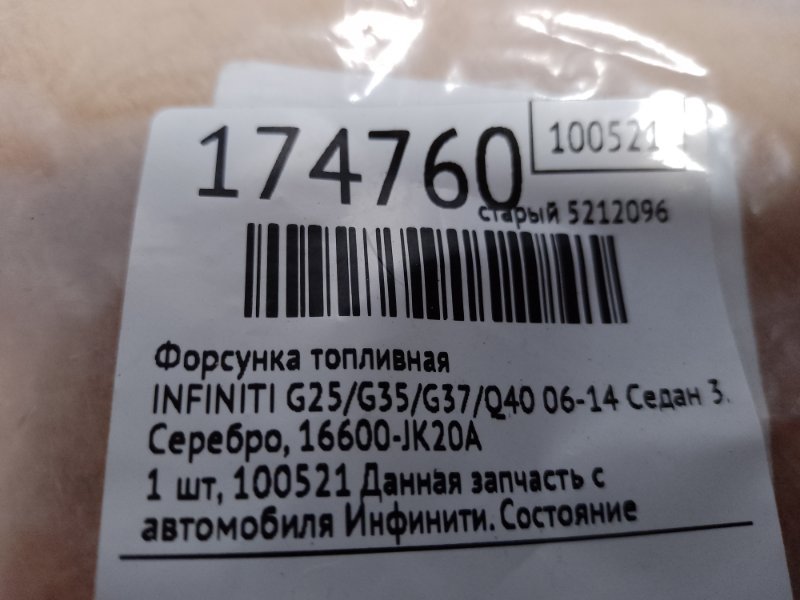 174760
100521
старый 5212096
Форсунка топливная
INFINITI G25/G35/G37/Q40 06-14 Седан 3.
Серебро, 16600-JK20A
1 шт, 100521 Данная запчасть с
автомобиля Инфинити. Состояние